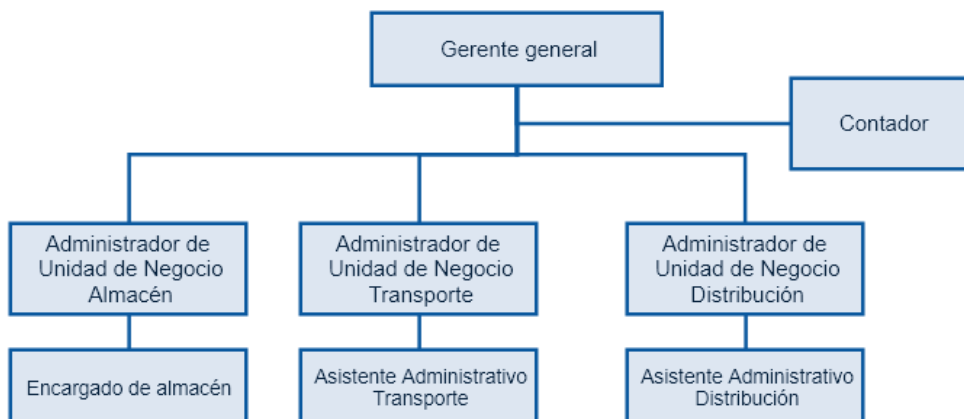 Gerente general
Contador
Administrador de
Unidad de Negocio
Almacén
Administrador de
Unidad de Negocio
Transporte
Administrador de
Unidad de Negocio
Distribución
Encargado de almacén
Asistente Administrativo
Transporte
Asistente Administrativo
Distribución